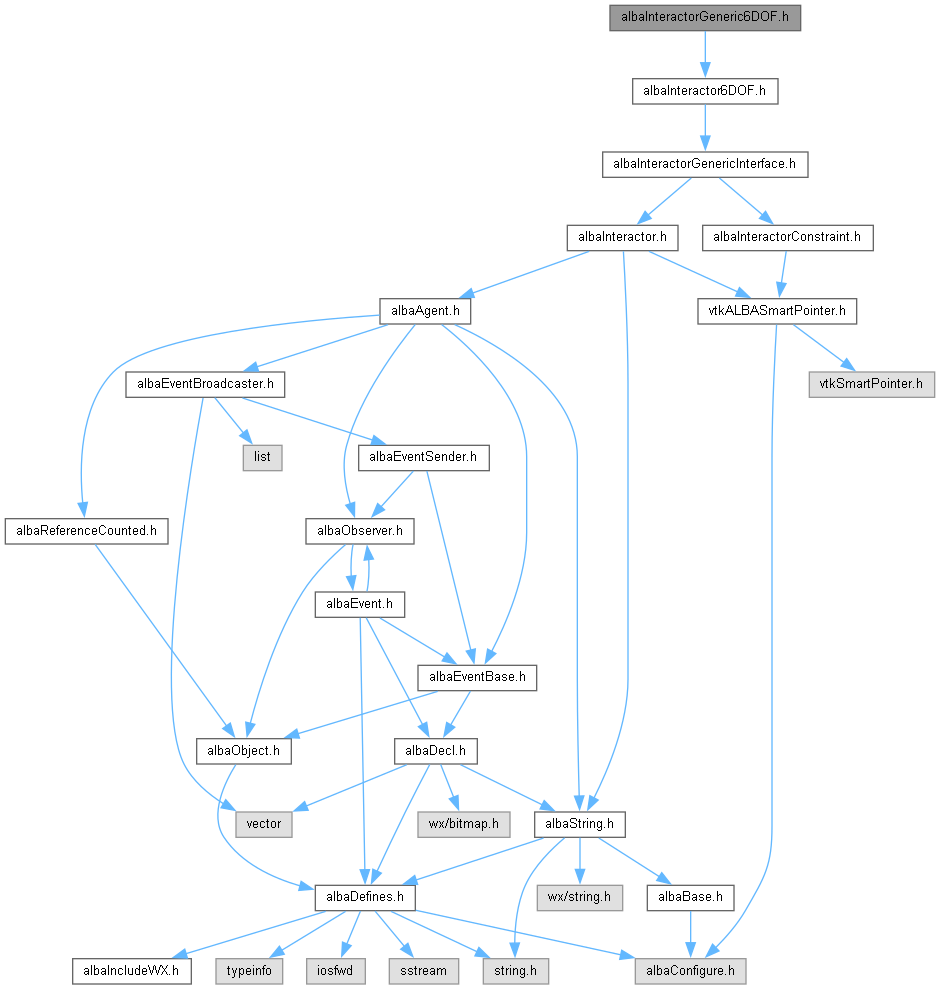 albaInteractorGeneric6DOF.h
albaInteractor6DOF.h
albaInteractorGenericInterface.h
albaInteractor.h
albaInteractorConstraint.h
albaAgent.h
vtkALBASmartPointer.h
albaEventBroadcaster.h
vtkSmartPointer.h
list
albaEventSender.h
albaReferenceCounted.h
albaObserver.h
albaEvent.h
albaEventBase.h
albaObject.h
albaDecl.h
vector
wx/bitmap.h
albaString.h
albaDefines.h
wx/string.h
albaBase.h
albaIncludeWX.h
typeinfo
iosfwd
sstream
string.h
albaConfigure.h